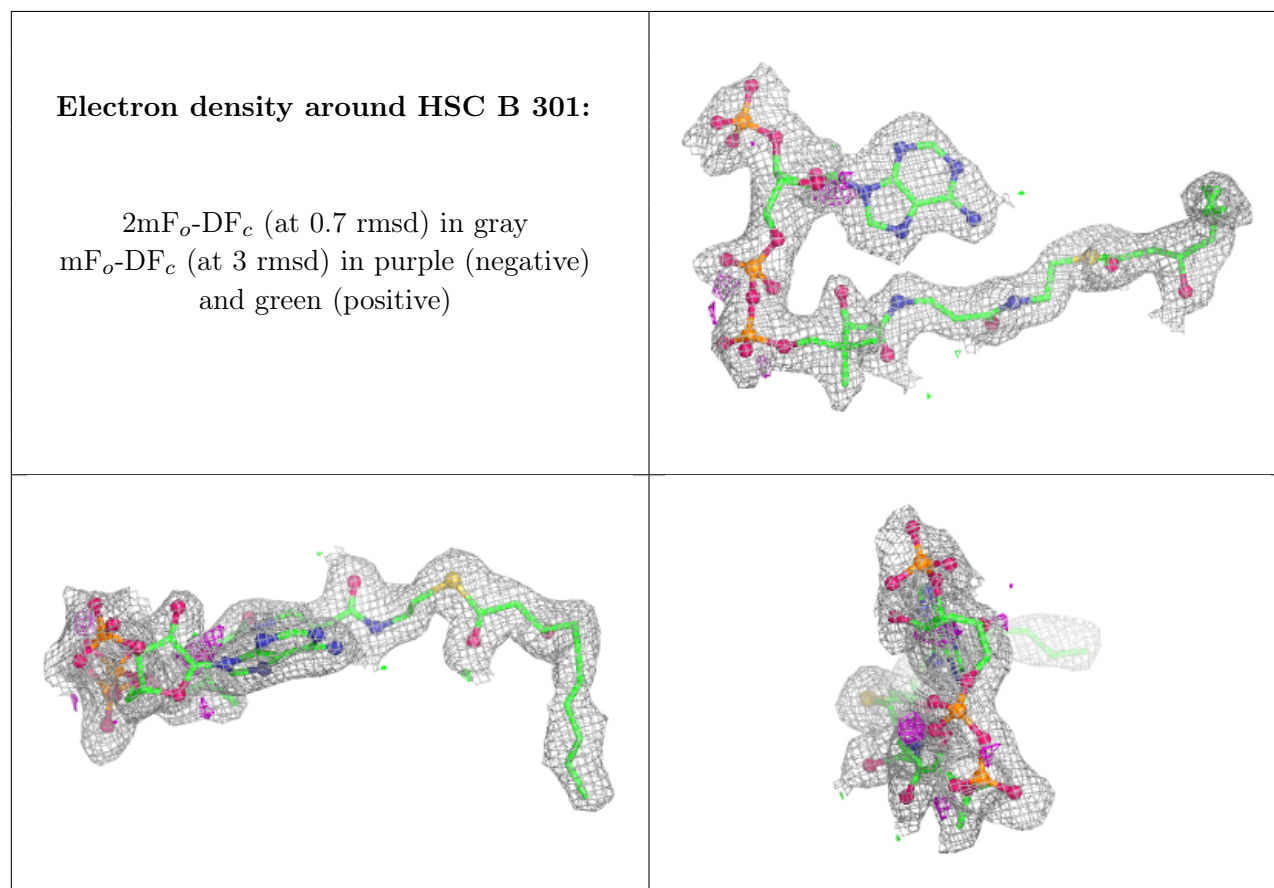 Electron density around HSC B 301:
2mFo-DFc (at 0.7 rmsd) in gray
mFo-DFc (at 3 rmsd) in purple (negative)
and green (positive)